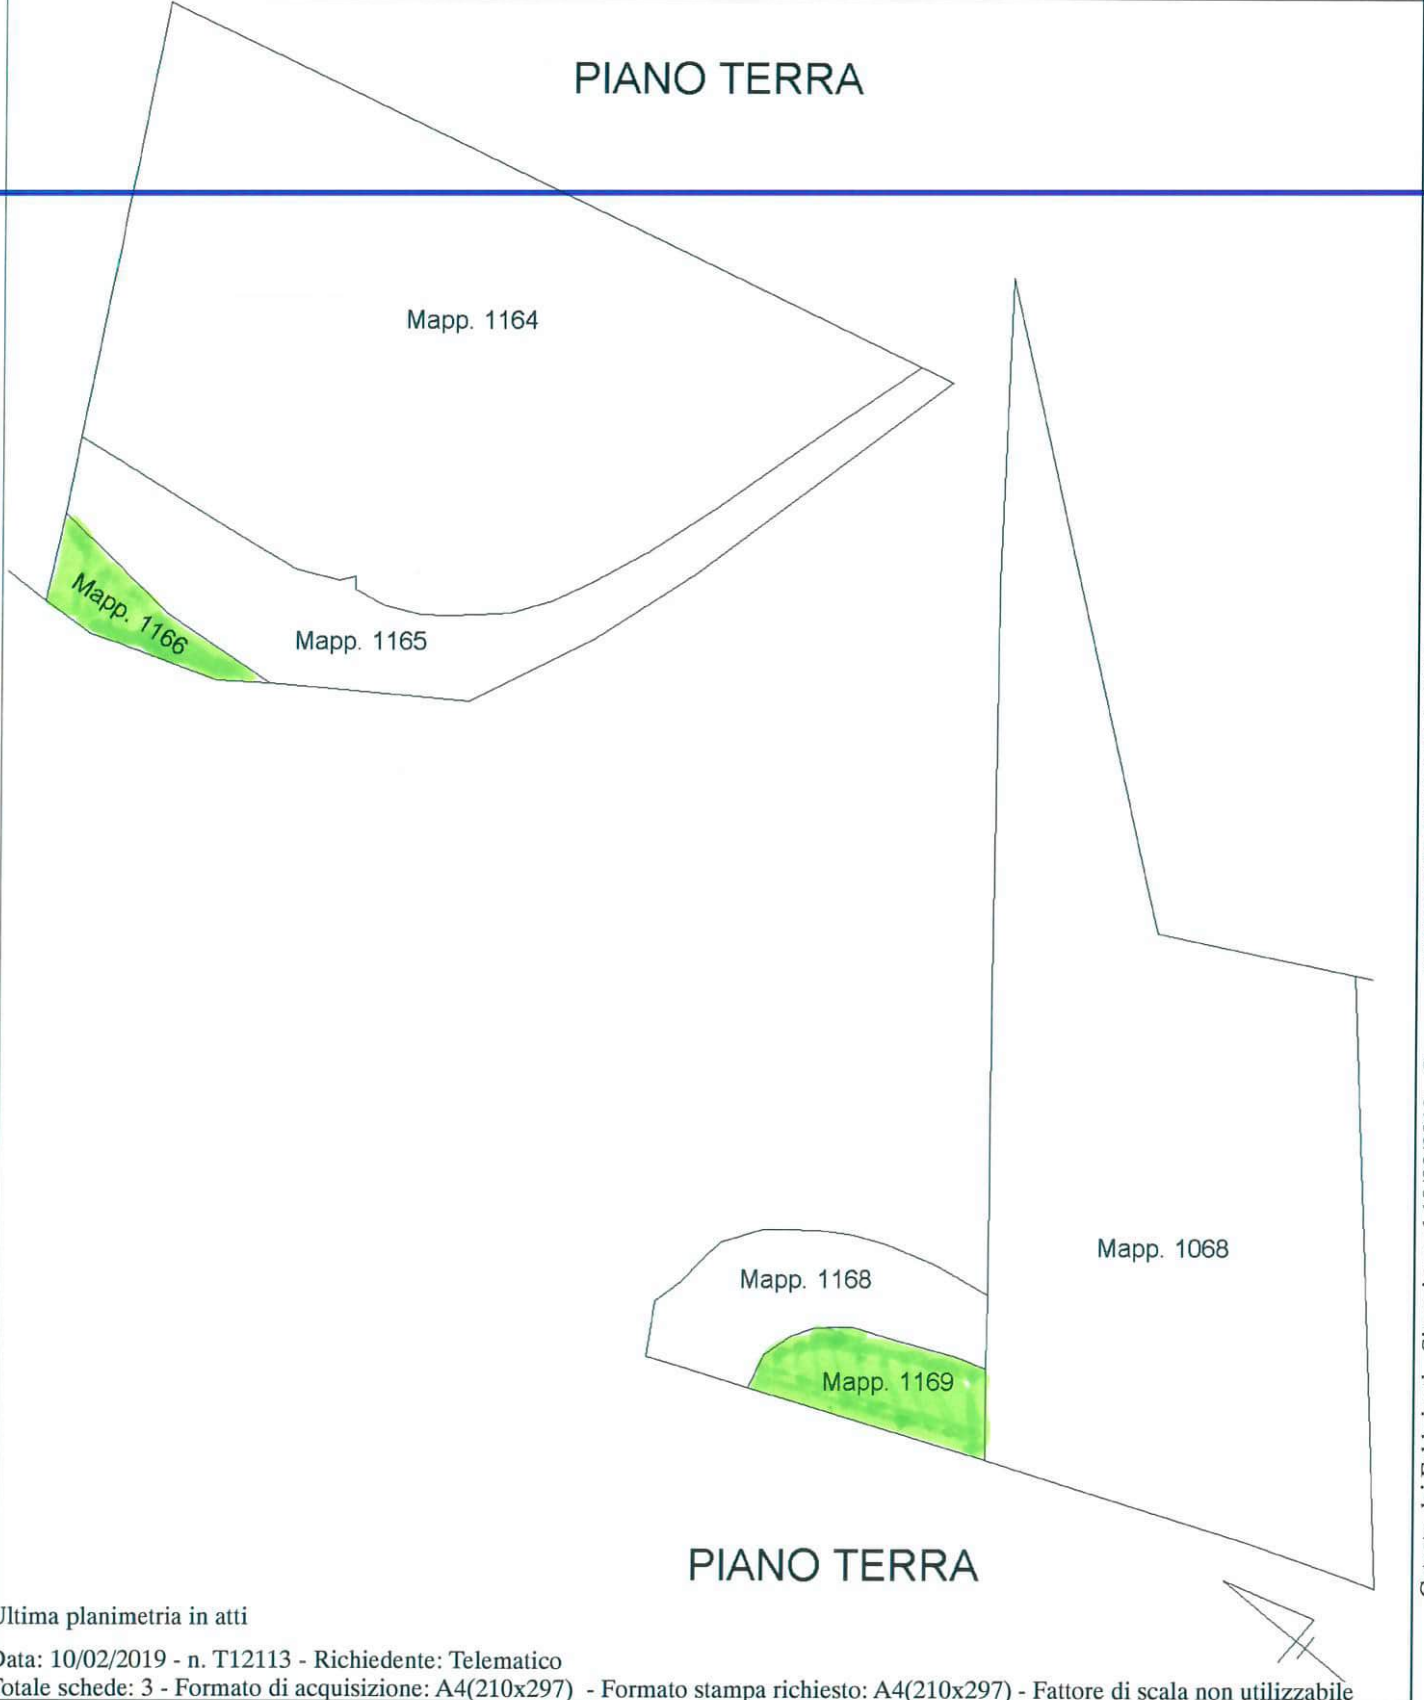 PIANO TERRA
Mapp. 1164
Mapp. 1166
Mapp. 1165
Mapp. 1168
Mapp. 1068
Mapp. 1169
PIANO TERRA
Ultima planimetria in atti
Data: 10/02/2019 - n. T12113 - Richiedente: Telematico
Totale schede: 3 - Formato di acquisizione: A4(210x297) - Formato stampa richiesto: A4(210x297) - Fattore di scala non utilizzabile